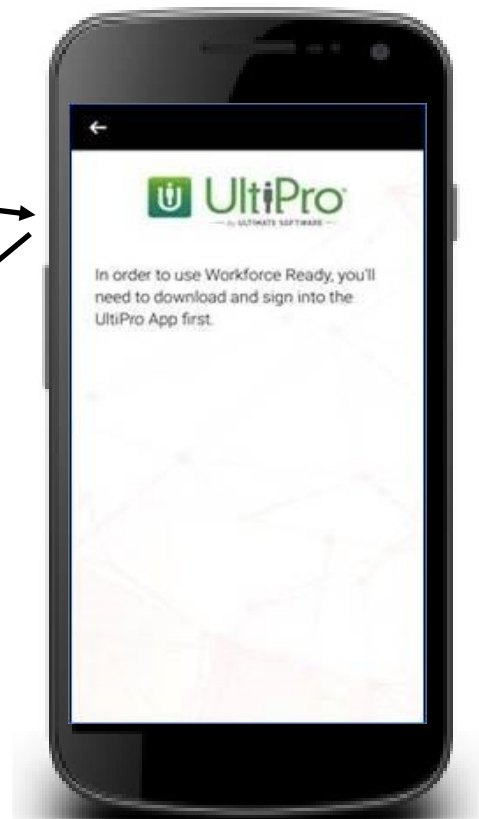 UltiPro
by ULTIMATE SOFTWARE
In order to use Workforce Ready, you'll
need to download and sign into the
UltiPro App first.